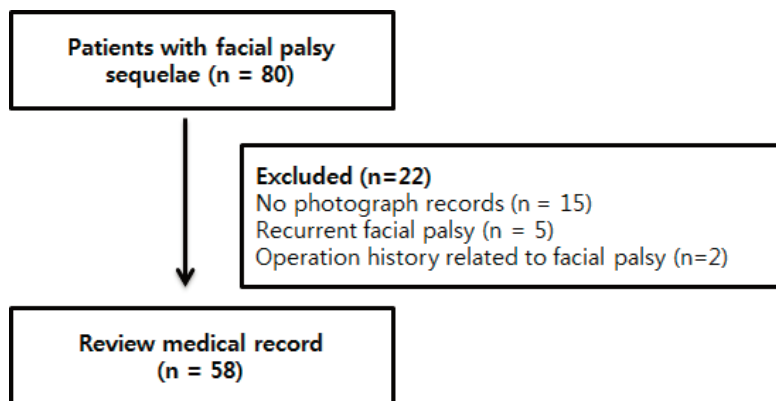 Patients with facial palsy
sequelae (n = 80)
Excluded (n=22)
No photograph records (n = 15)
Recurrent facial palsy (n = 5)
Operation history related to facial palsy (n=2)
Review medical record
(n = 58)